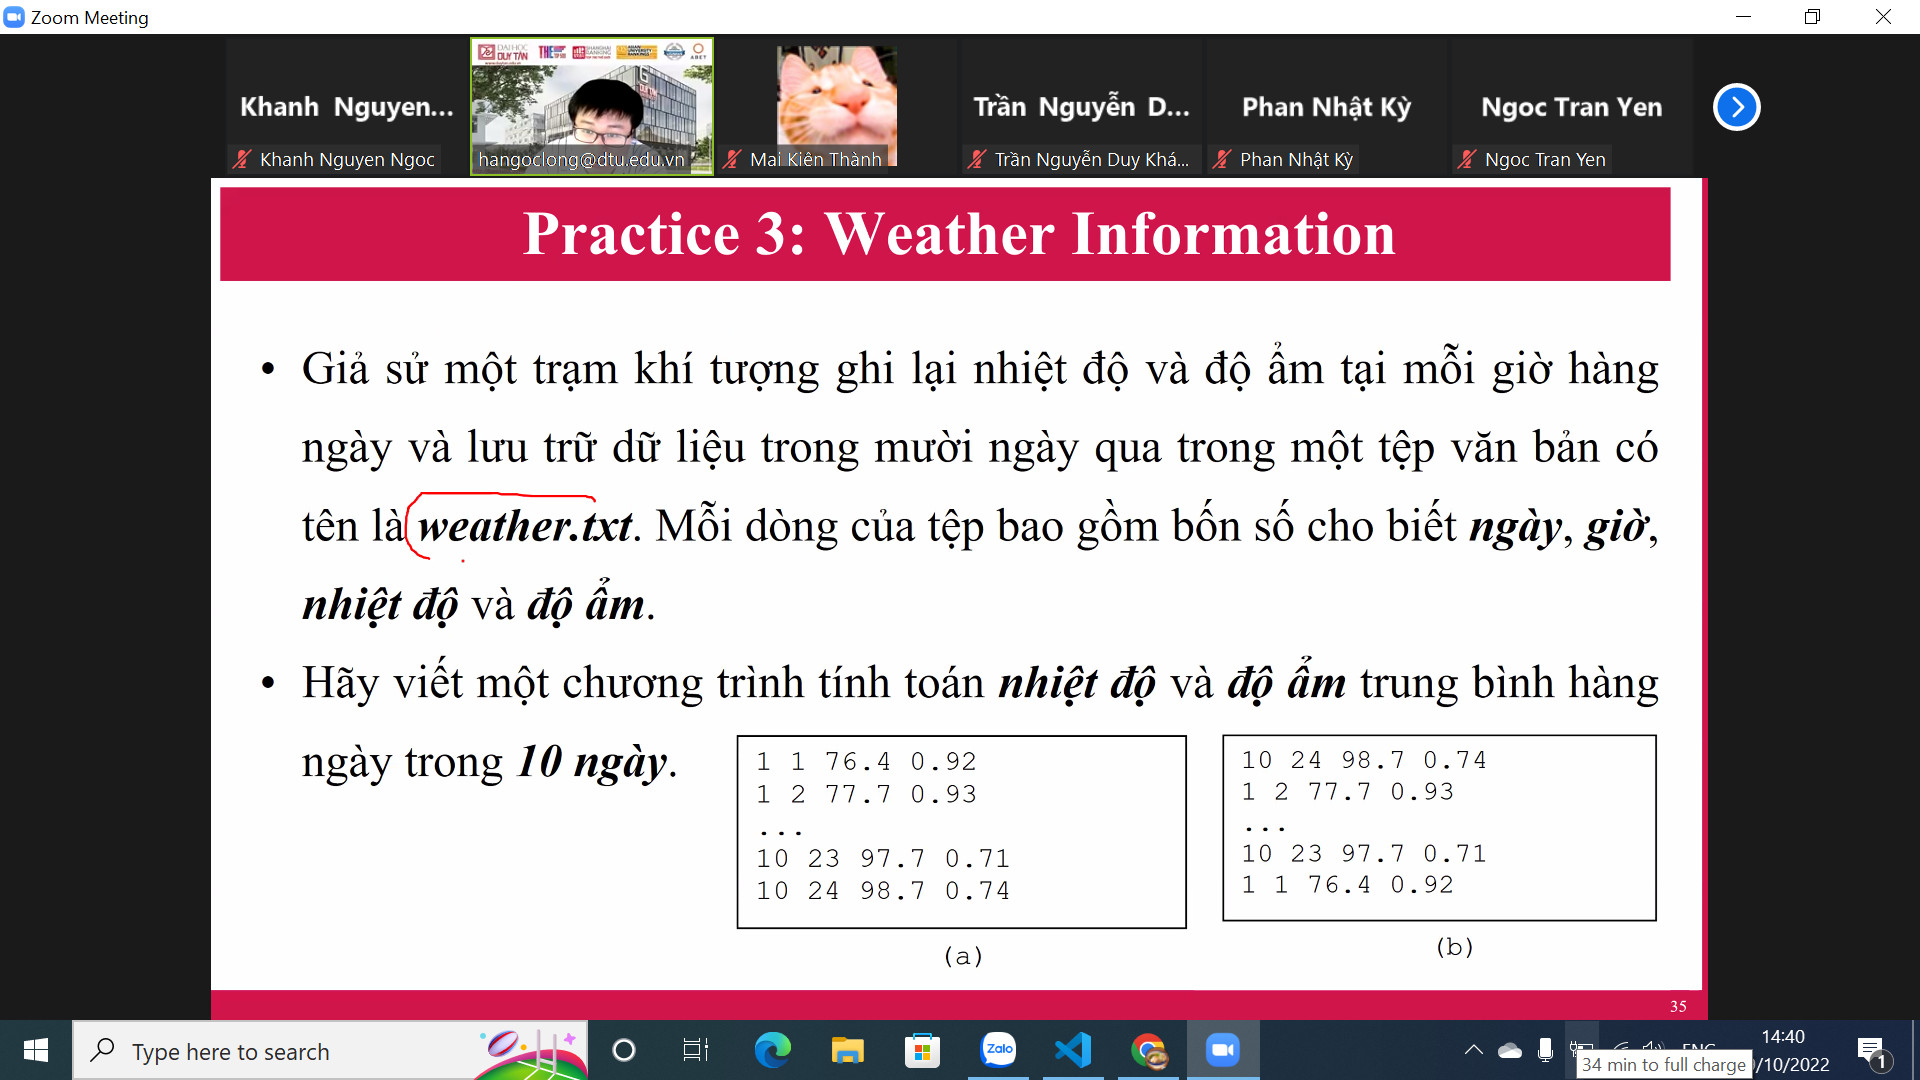 Zoom Meeting
Khanh Nguyen...
Trần Nguyễn D...
Phan Nhật Kỳ
Ngoc Tran Yen
ĐẠI HỌC
DUY TÂN
THE
ABET
Khanh Nguyen Ngoc
hangoclong@dtu.edu.vn
Mai Kiên Thành
Trần Nguyễn Duy Khá...
Phan Nhật Kỳ
Ngoc Tran Yen
Practice 3: Weather Information
• Giả sử một trạm khí tượng ghi lại nhiệt độ và độ ẩm tại mỗi giờ hàng
ngày và lưu trữ dữ liệu trong mười ngày qua trong một tệp văn bản có
tên là weather.txt. Mỗi dòng của tệp bao gồm bốn số cho biết ngày, giờ,
nhiệt độ và độ ẩm.
• Hãy viết một chương trình tính toán nhiệt độ và độ ẩm trung bình hàng
ngày trong 10 ngày.
1 1 76.4 0.92
1 2 77.7 0.93
...
10 23 97.7 0.71
10 24 98.7 0.74
(a)
10 24 98.7 0.74
1 2 77.7 0.93
...
10 23 97.7 0.71
1 1 76.4 0.92
(b)
35
Type here to search
Zalo
14:40
/10/2022
34 min to full charge
1